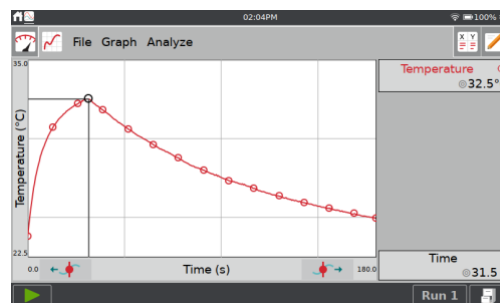 02:04PM
100%
File Graph Analyze
X Y
35.0
Temperature (°C)
22.5
0.0
Time (s)
180.0
Temperature
32.5°
Time
31.5
Run 1